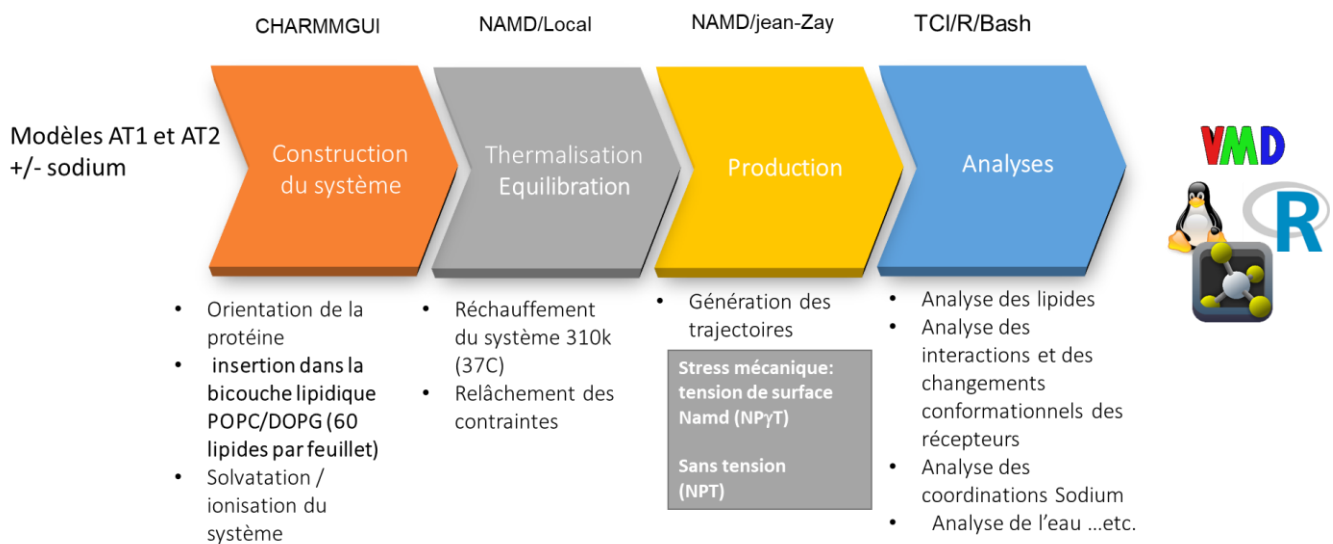 CHARMMGUI
NAMD/Local
NAMD/jean-Zay
TCl/R/Bash
Modèles AT1 et AT2
+/- sodium
Construction
du système
Thermalisation
Equilibration
Production
Analyses
VMD
R
• Orientation de la
protéine
• insertion dans la
bicouche lipidique
POPC/DOPG (60
lipides par feuillet)
• Solvatation /
ionisation du
système
• Réchauffement
du système 310k
(37C)
• Relâchement des
contraintes
• Génération des
trajectoires
Stress mécanique:
tension de surface
Namd (NPγT)
Sans tension
(NPT)
• Analyse des lipides
• Analyse des
interactions et des
changements
conformationnels des
récepteurs
• Analyse des
coordinations Sodium
• Analyse de l'eau ...etc.